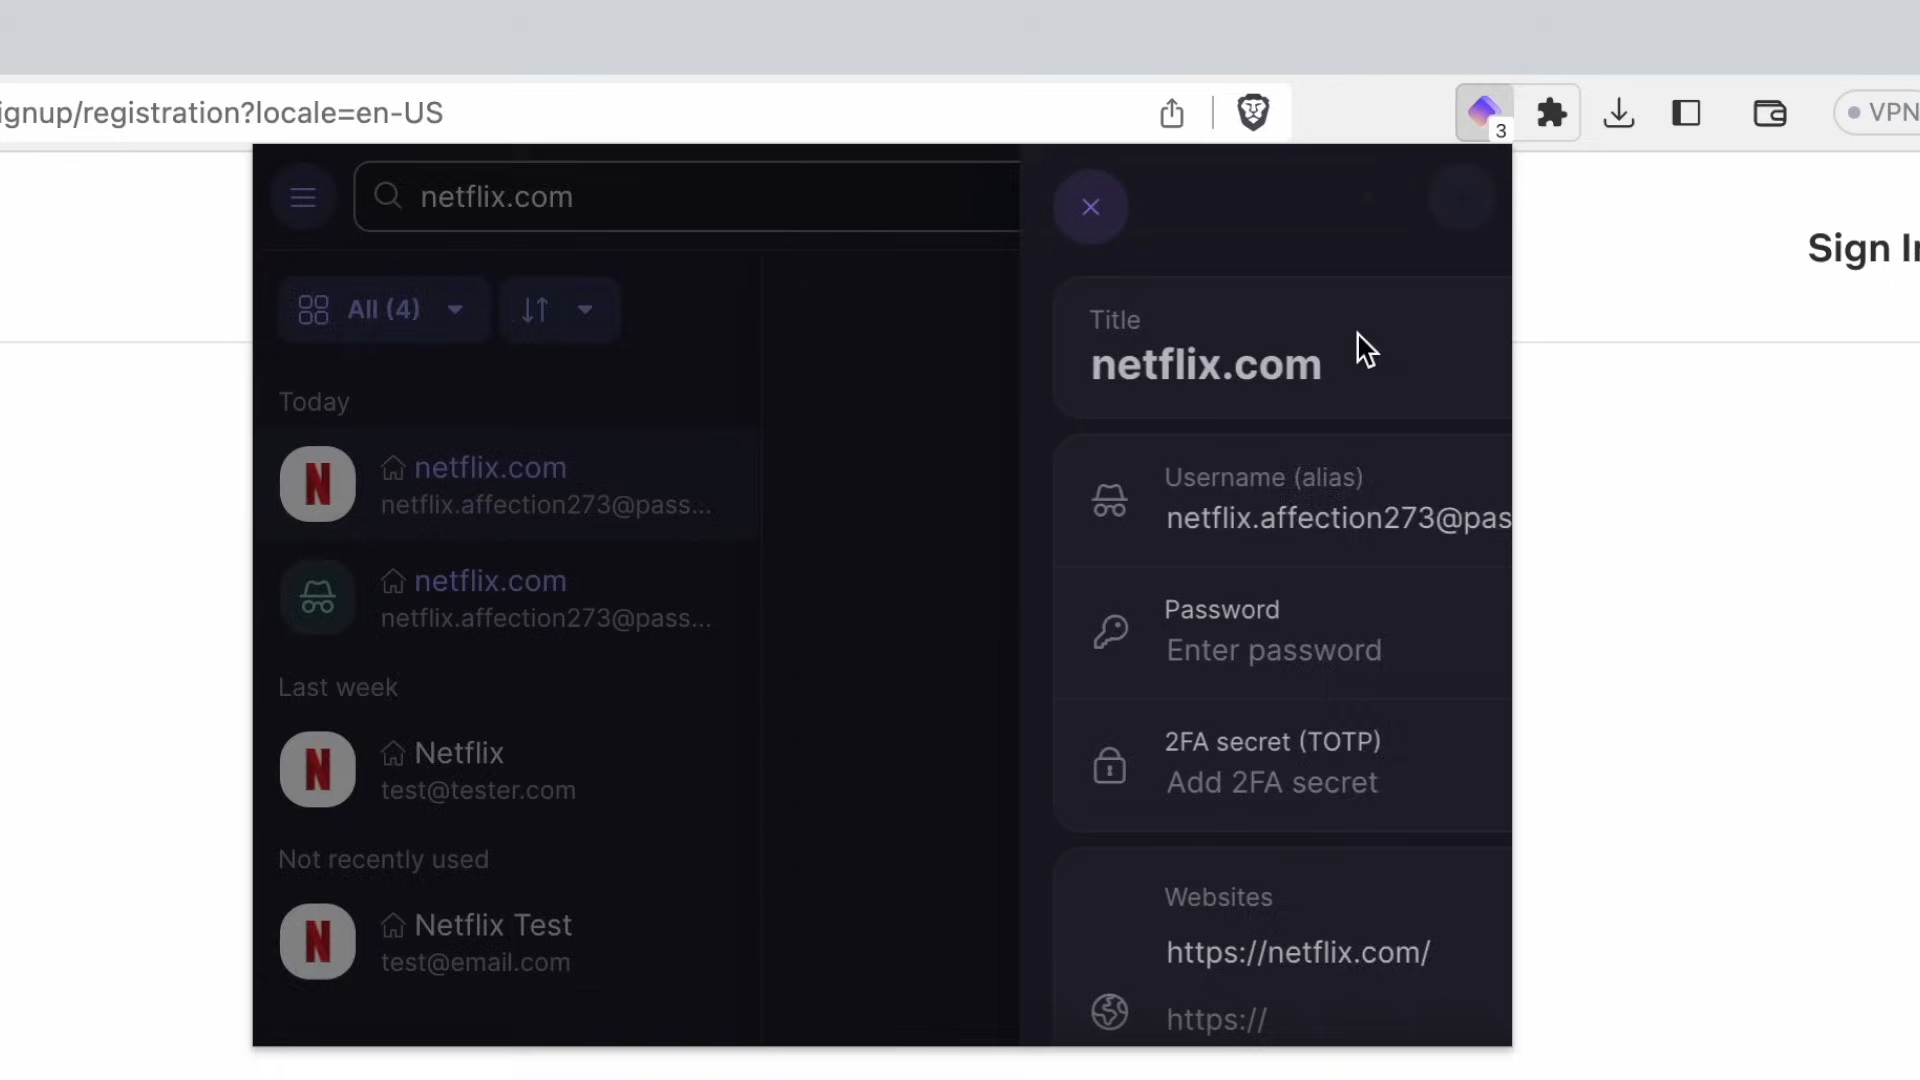 ignup/registration?locale=en-US
3
VPN
netflix.com
Sign I
All (4)
Today
netflix.com
netflix.affection273@pass...
netflix.com
netflix.affection273@pass...
Last week
Netflix
test@tester.com
Not recently used
Netflix Test
test@email.com
Title
netflix.com
Username (alias)
netflix.affection273@pas
Password
Enter password
2FA secret (TOTP)
Add 2FA secret
Websites
https://netflix.com/
https://